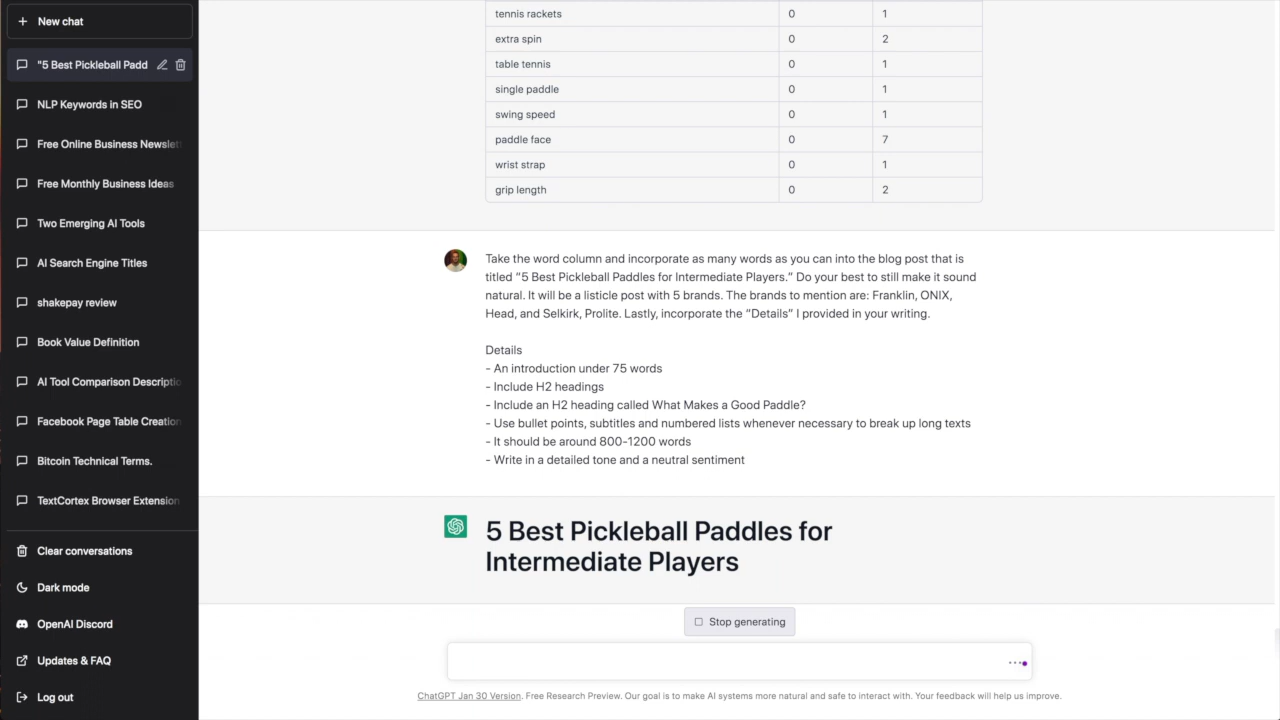 New chat
"5 Best Pickleball Padd
NLP Keywords in SEO
Free Online Business Newslet
Free Monthly Business Ideas
Two Emerging AI Tools
AI Search Engine Titles
shakepay review
Book Value Definition
AI Tool Comparison Descriptio
Facebook Page Table Creation
Bitcoin Technical Terms.
TextCortex Browser Extension
Clear conversations
Dark mode
OpenAI Discord
Updates & FAQ
Log out
tennis rackets 0 1
extra spin 0 2
table tennis 0 1
single paddle 0 1
swing speed 0 1
paddle face 0 7
wrist strap 0 1
grip length 0 2
Take the word column and incorporate as many words as you can into the blog post that is
titled “5 Best Pickleball Paddles for Intermediate Players.” Do your best to still make it sound
natural. It will be a listicle post with 5 brands. The brands to mention are: Franklin, ONIX,
Head, and Selkirk, Prolite. Lastly, incorporate the “Details” I provided in your writing.
Details
- An introduction under 75 words
- Include H2 headings
- Include an H2 heading called What Makes a Good Paddle?
- Use bullet points, subtitles and numbered lists whenever necessary to break up long texts
- It should be around 800-1200 words
- Write in a detailed tone and a neutral sentiment
5 Best Pickleball Paddles for
Intermediate Players
Stop generating
ChatGPT Jan 30 Version. Free Research Preview. Our goal is to make AI systems more natural and safe to interact with. Your feedback will help us improve.